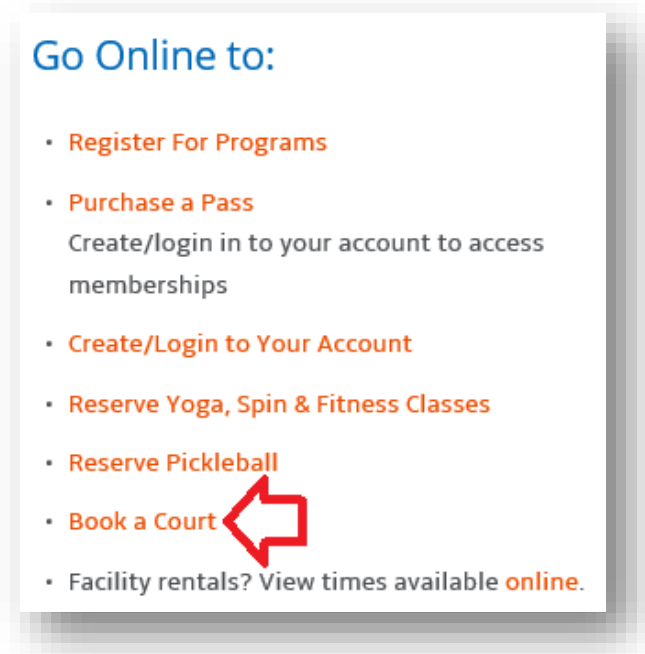 Go Online to:
• Register For Programs
• Purchase a Pass
Create/login in to your account to access
memberships
• Create/Login to Your Account
• Reserve Yoga, Spin & Fitness Classes
• Reserve Pickleball
• Book a Court
• Facility rentals? View times available online.